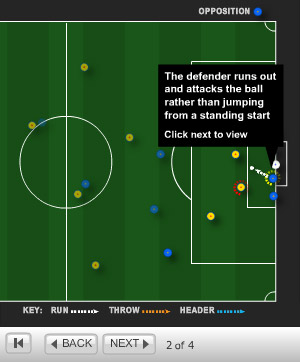 OPPOSITION
The defender runs out
and attacks the ball
rather than jumping
from a standing start
Click next to view
KEY: RUN THROW HEADER
BACK NEXT 2 of 4